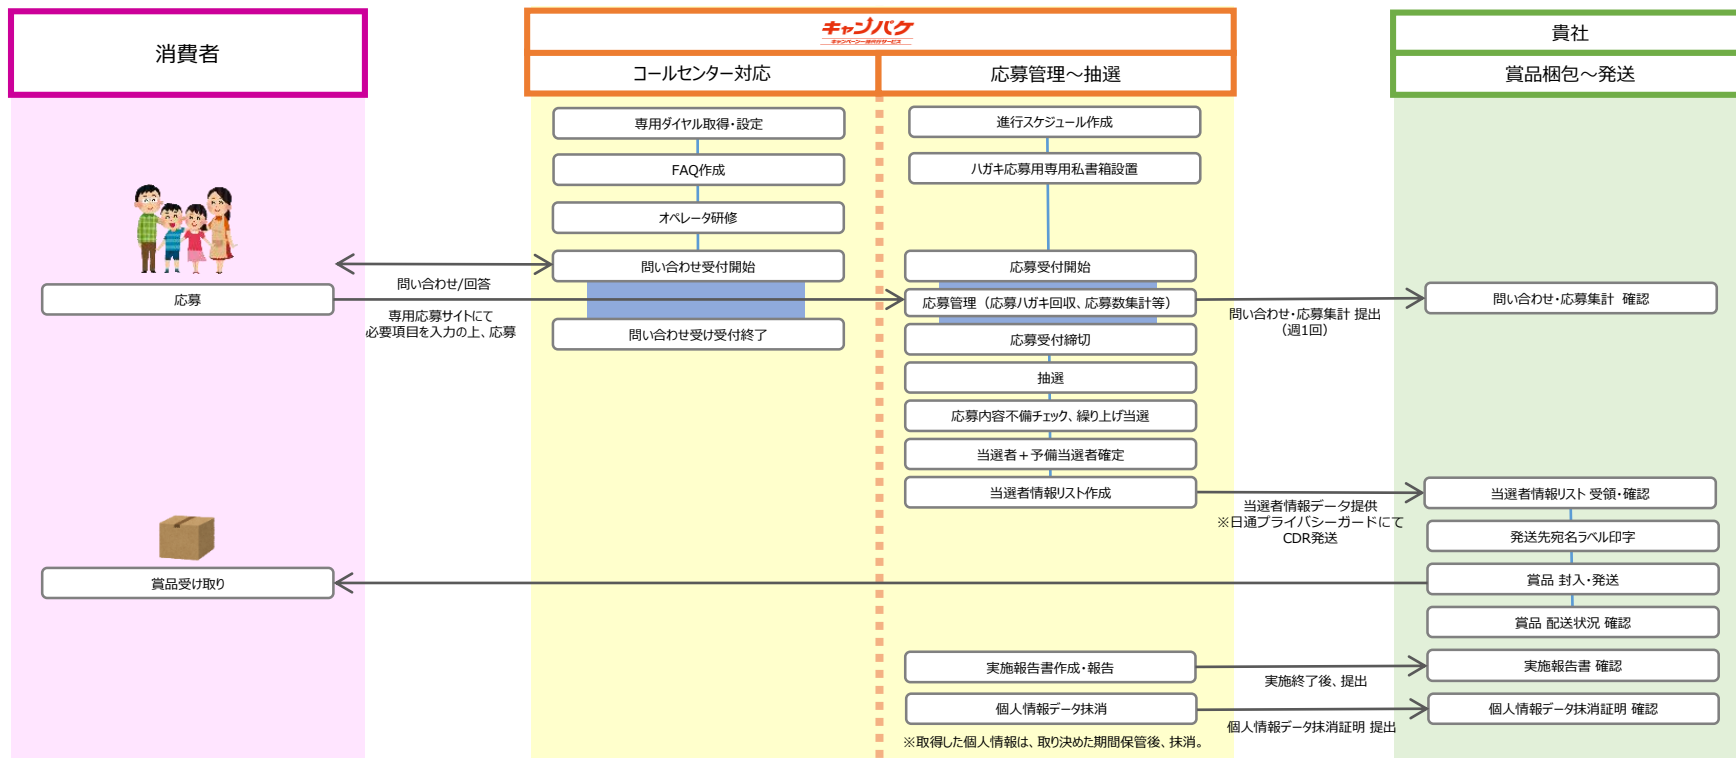 消費者
キャンパケ
キャンペーン事務局サービス
コールセンター対応
応募管理～抽選
貴社
賞品梱包～発送
専用ダイヤル取得・設定
FAQ作成
オペレータ研修
問い合わせ受付開始
問い合わせ受け受付終了
進行スケジュール作成
ハガキ応募用専用私書箱設置
応募受付開始
応募管理（応募ハガキ回収、応募数集計等）
応募受付締切
抽選
応募内容不備チェック、繰り上げ当選
当選者＋予備当選者確定
当選者情報リスト作成
応募
問い合わせ/回答
専用応募サイトにて
必要項目を入力の上、応募
問い合わせ・応募集計 提出
（週1回）
問い合わせ・応募集計 確認
当選者情報データ提供
※日通プライバシーガードにて
CDR発送
当選者情報リスト 受領・確認
発送先宛名ラベル印字
賞品 封入・発送
賞品 配送状況 確認
賞品受け取り
実施報告書作成・報告
実施終了後、提出
実施報告書 確認
個人情報データ抹消
個人情報データ抹消証明 提出
個人情報データ抹消証明 確認
※取得した個人情報は、取り決めた期間保管後、抹消。